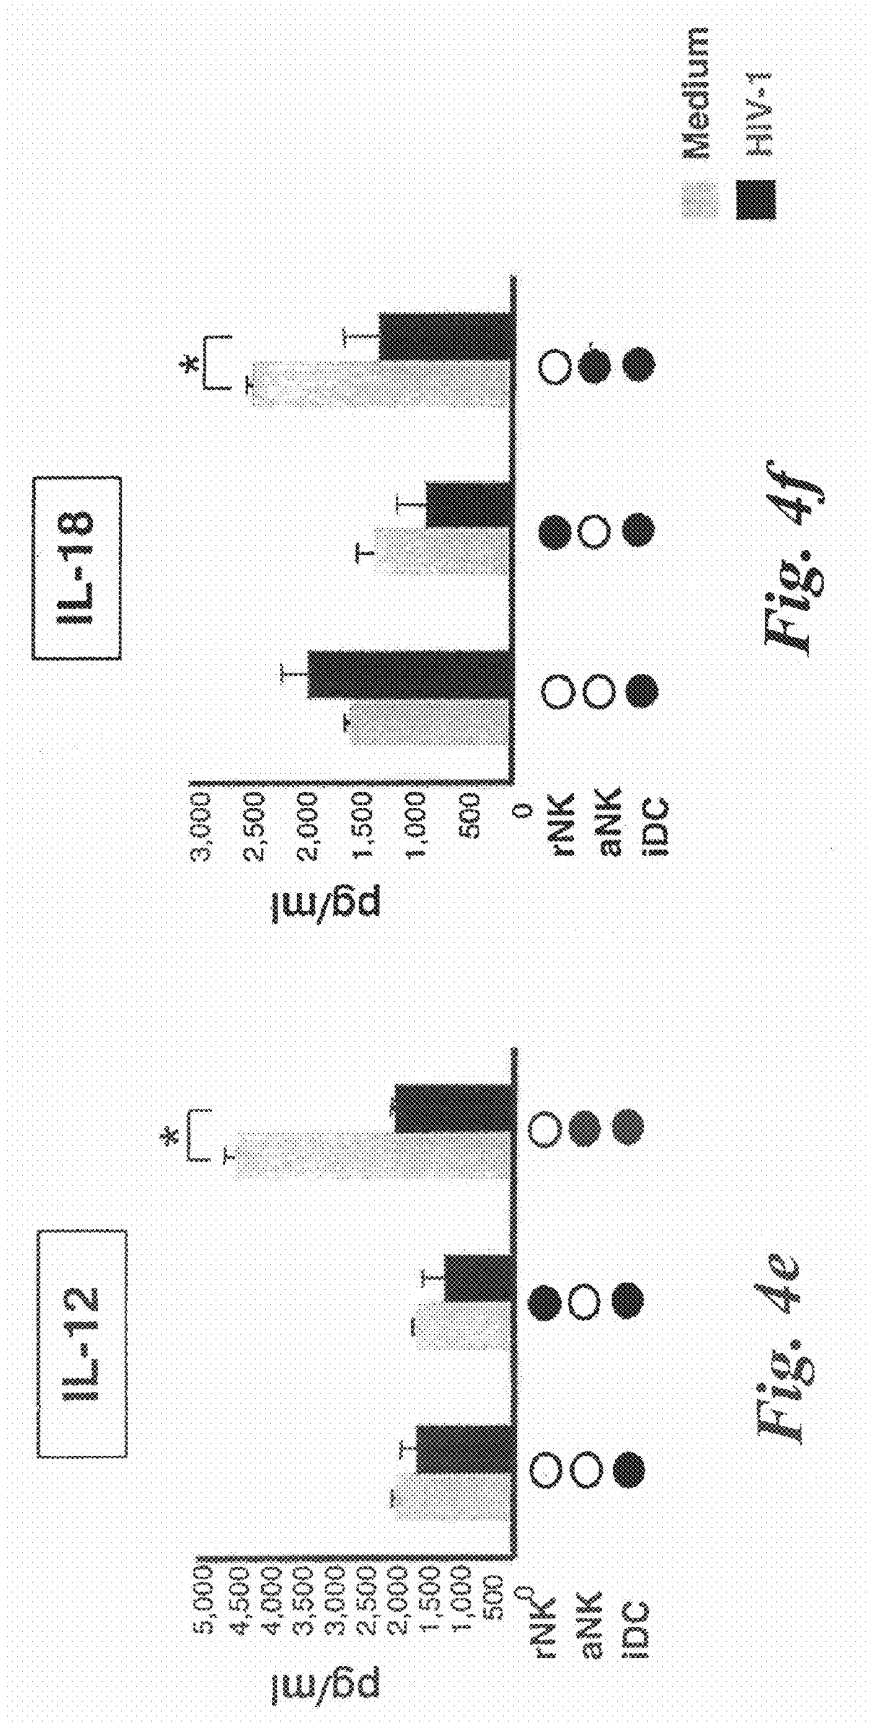 IL-12
*
pg/ml
5,000
4,500
4,000
3,500
3,000
2,500
2,000
1,500
1,000
500
0
rNK
aNK
iDC
Fig. 4e
IL-18
*
pg/ml
3,000
2,500
2,000
1,500
1,000
500
0
rNK
aNK
iDC
Medium
HIV-1
Fig. 4f